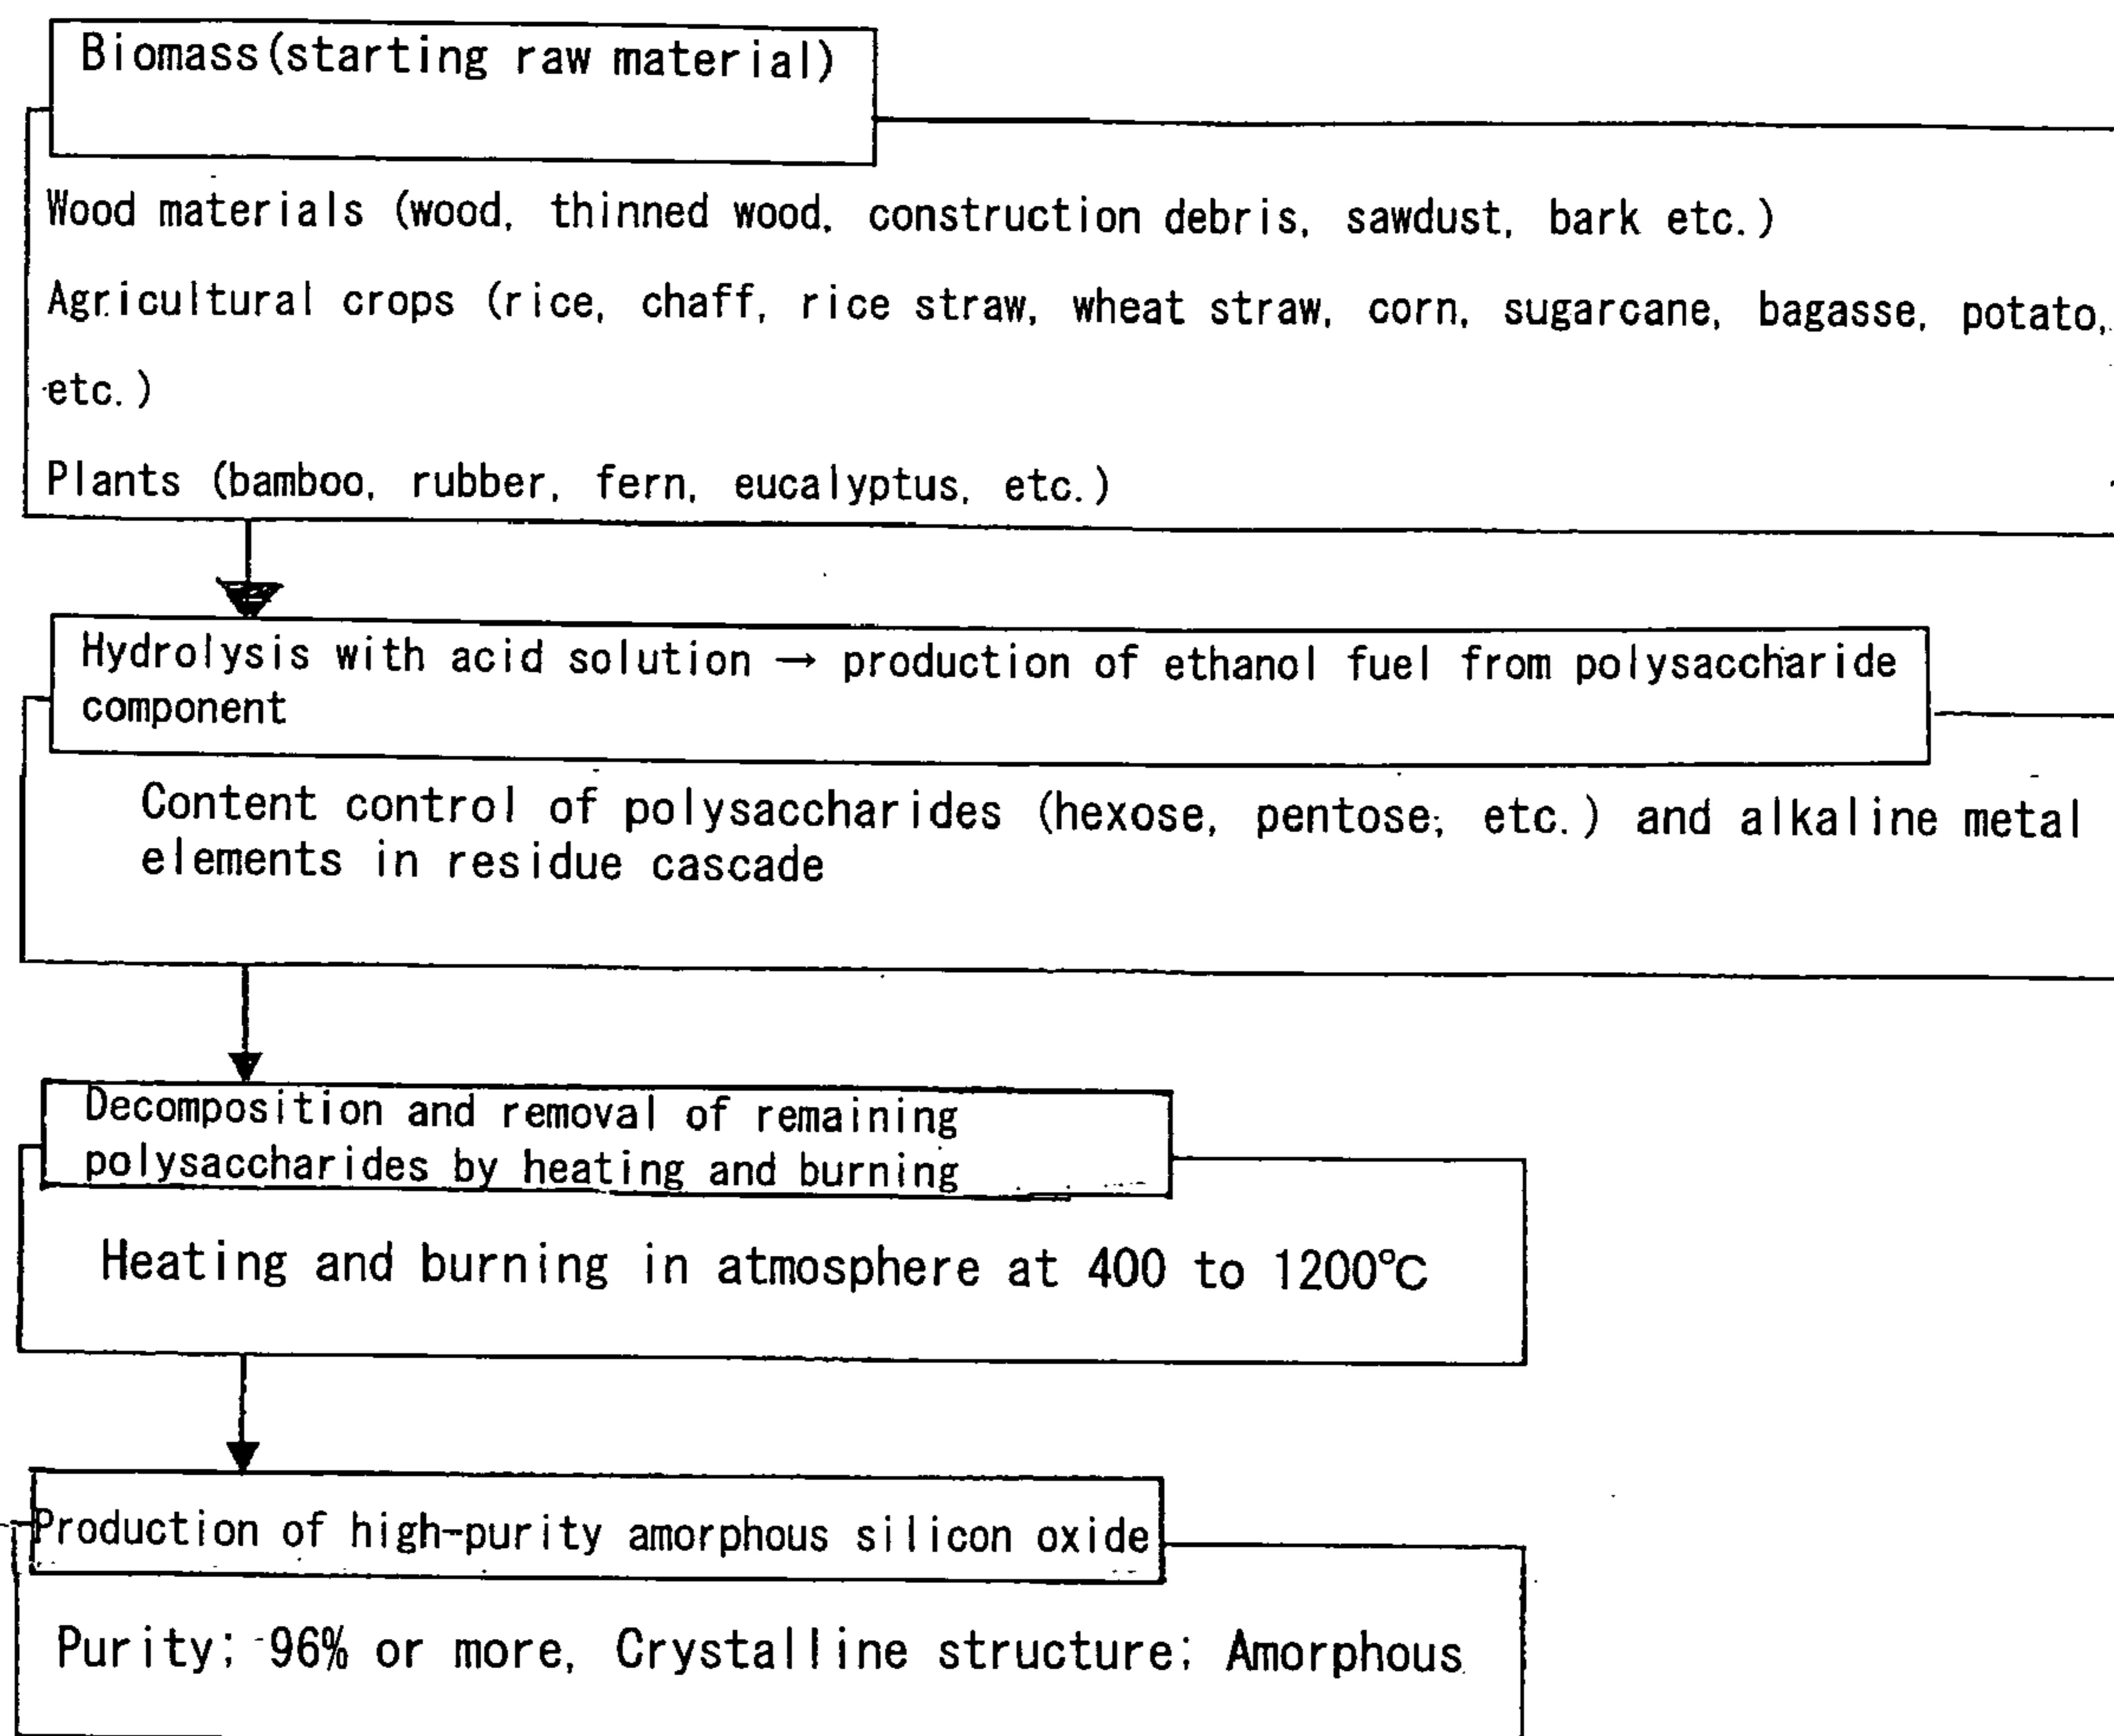 Biomass(starting raw material)
Wood materials (wood, thinned wood, construction debris, sawdust, bark etc.)
Agricultural crops (rice, chaff, rice straw, wheat straw, corn, sugarcane, bagasse, potato,
etc.)
Plants (bamboo, rubber, fern, eucalyptus, etc.)
Hydrolysis with acid solution → production of ethanol fuel from polysaccharide
component
Content control of polysaccharides (hexose, pentose, etc.) and alkaline metal
elements in residue cascade
Decomposition and removal of remaining
polysaccharides by heating and burning
Heating and burning in atmosphere at 400 to 1200℃
Production of high-purity amorphous silicon oxide
Purity: 96% or more, Crystalline structure: Amorphous